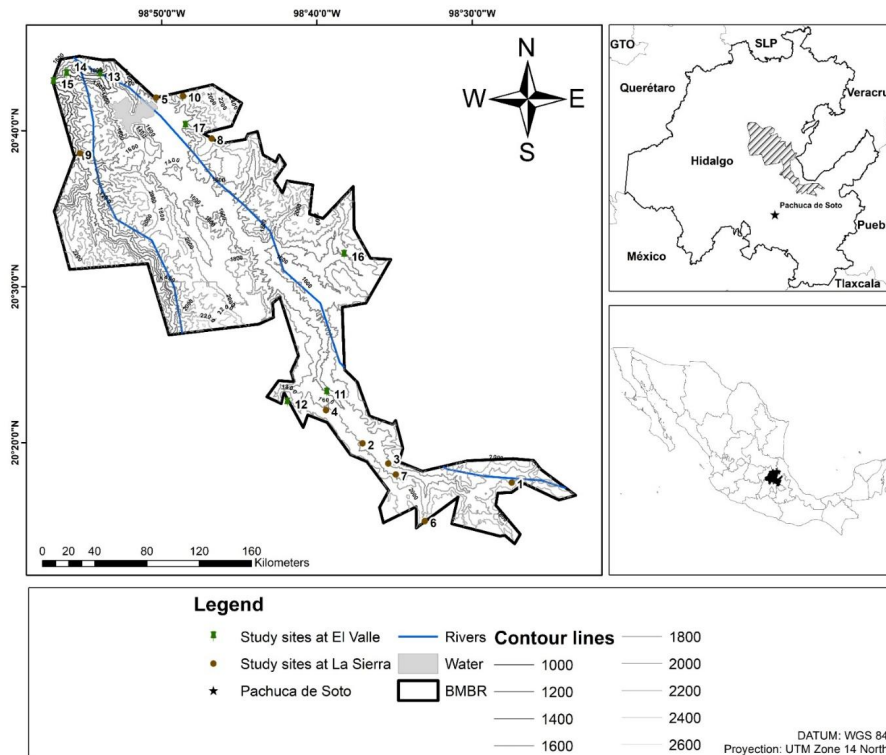 98°50'0"W 98°40'0"W 98°30'0"W
20°40'0"N
20°30'0"N
20°20'0"N
N
W E
S
14
13
15
5
10
17
8
9
16
11
12
4
2
3
7
1
6
0 20 40 80 120 160
Kilometers
GTO
SLP
Querétaro
Veracru
Hidalgo
Pachuca de Soto
México
Puebl
Tlaxcala
Legend
Study sites at El Valle
Study sites at La Sierra
Pachuca de Soto
Rivers
Water
BMBR
Contour lines
1000
1200
1400
1600
1800
2000
2200
2400
2600
DATUM: WGS 84
Proyection: UTM Zone 14 North